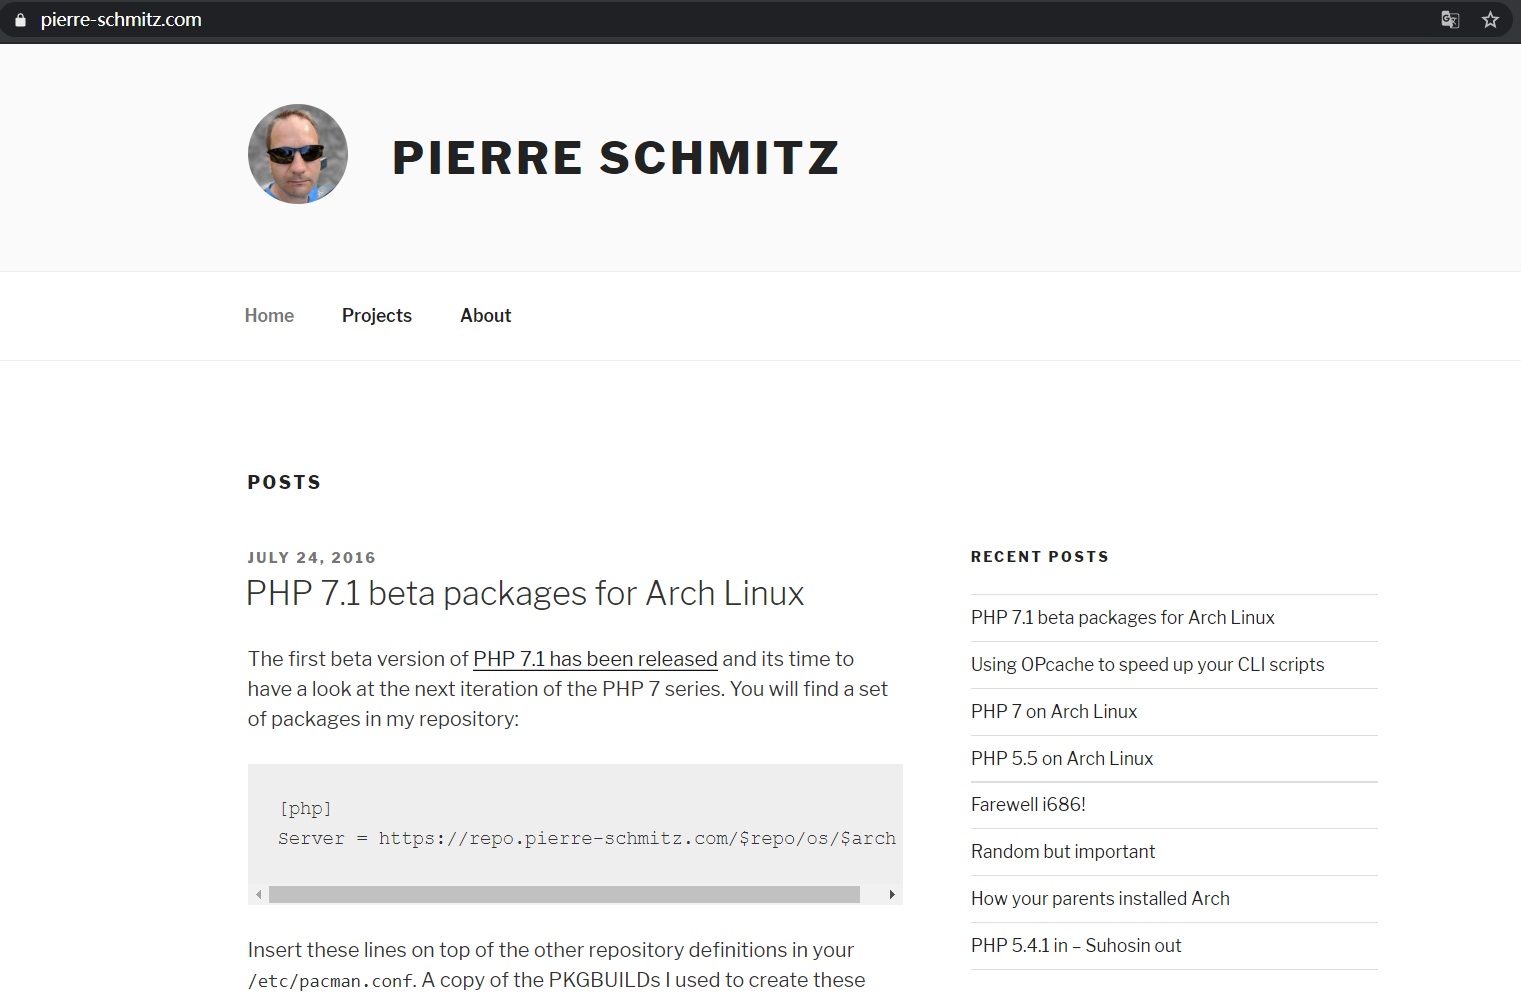 pierre-schmitz.com
PIERRE SCHMITZ
Home
Projects
About
POSTS
JULY 24, 2016
PHP 7.1 beta packages for Arch Linux
The first beta version of PHP 7.1 has been released and its time to
have a look at the next iteration of the PHP 7 series. You will find a set
of packages in my repository:
[php]
Server = https://repo.pierre-schmitz.com/$repo/os/$arch
Insert these lines on top of the other repository definitions in your
/etc/pacman.conf. A copy of the PKGBUILDs I used to create these
RECENT POSTS
PHP 7.1 beta packages for Arch Linux
Using OPcache to speed up your CLI scripts
PHP 7 on Arch Linux
PHP 5.5 on Arch Linux
Farewell i686!
Random but important
How your parents installed Arch
PHP 5.4.1 in – Suhosin out